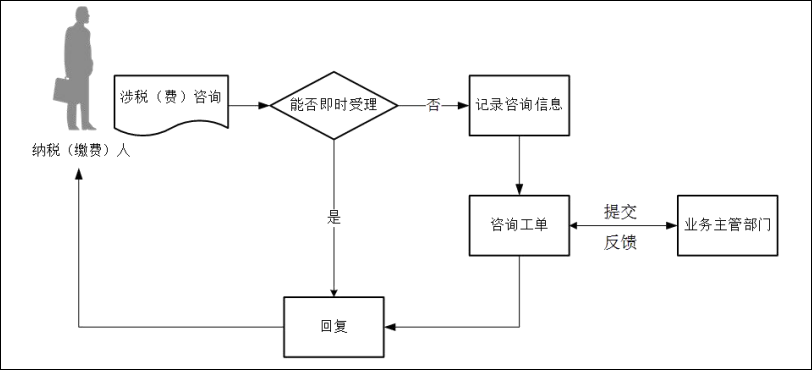 涉税（费）咨询
能否即时受理
否
记录咨询信息
纳税（缴费）人
是
咨询工单
提交
反馈
业务主管部门
回复